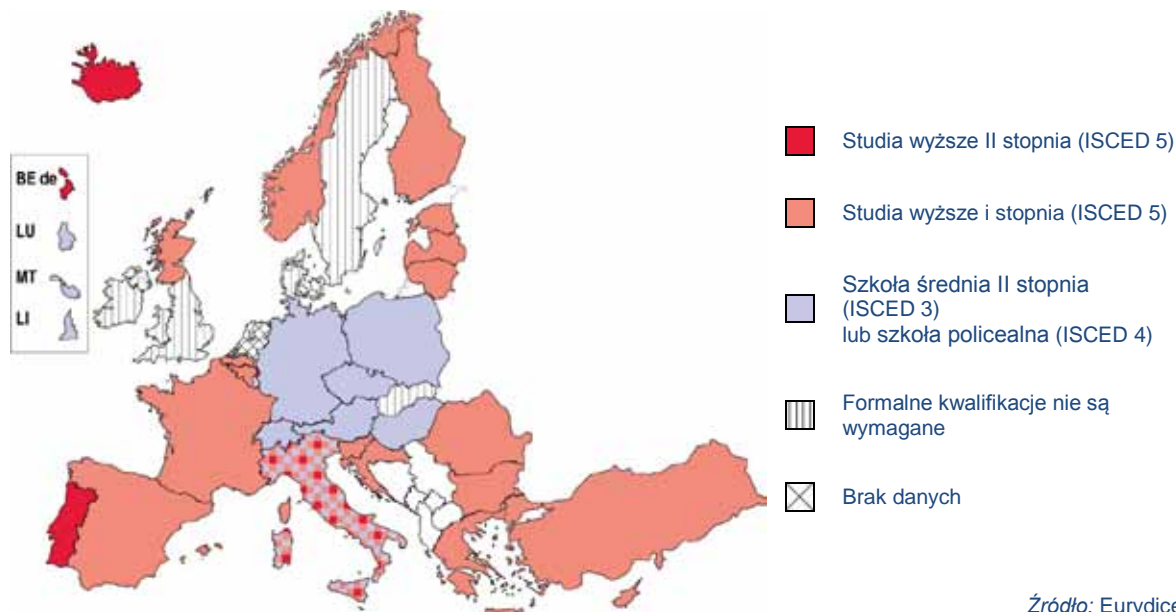 BE de
LU
MT
LI
Studia wyższe II stopnia (ISCED 5)
Studia wyższe i stopnia (ISCED 5)
Szkoła średnia II stopnia
(ISCED 3)
lub szkoła policealna (ISCED 4)
Formalne kwalifikacje nie są
wymagane
Brak danych
Źródło: Eurydice